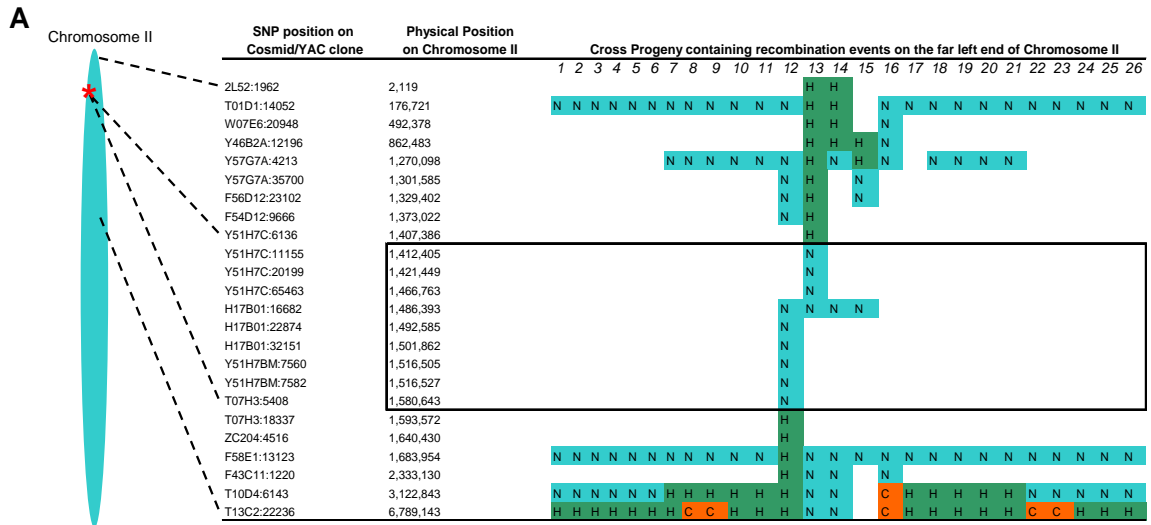 A
Chromosome II
SNP position on Cosmid/YAC clone
Physical Position on Chromosome II
Cross Progeny containing recombination events on the far left end of Chromosome II
1 2 3 4 5 6 7 8 9 10 11 12 13 14 15 16 17 18 19 20 21 22 23 24 25 26
2L52:1962 2,119 H H
T01D1:14052 176,721 N N N N N N N N N N N N H H N N N N N N N N N N N
W07E6:20948 492,378 H H N
Y46B2A:12196 862,483 H H H N
Y57G7A:4213 1,270,098 N N N N N N H N H N N N N N
Y57G7A:35700 1,301,585 N H N
F56D12:23102 1,329,402 N H N
F54D12:9666 1,373,022 N H
Y51H7C:6136 1,407,386 H
Y51H7C:11155 1,412,405 N
Y51H7C:20199 1,421,449 N
Y51H7C:65463 1,466,763 N
H17B01:16682 1,486,393 N N N N
H17B01:22874 1,492,585 N
H17B01:32151 1,501,862 N
Y51H7BM:7560 1,516,505 N
Y51H7BM:7582 1,516,527 N
T07H3:5408 1,580,643 N
T07H3:18337 1,593,572 H
ZC204:4516 1,640,430 H
F58E1:13123 1,683,954 N N N N N N N N N N N H N N N N N N N N N N N N N N
F43C11:1220 2,333,130 H N N N
T10D4:6143 3,122,843 N N N N N N H H H H H H N N C H H H H H N N N N N
T13C2:22236 6,789,143 H H H H H H H C C H H H N N C H H H H H C C H H H